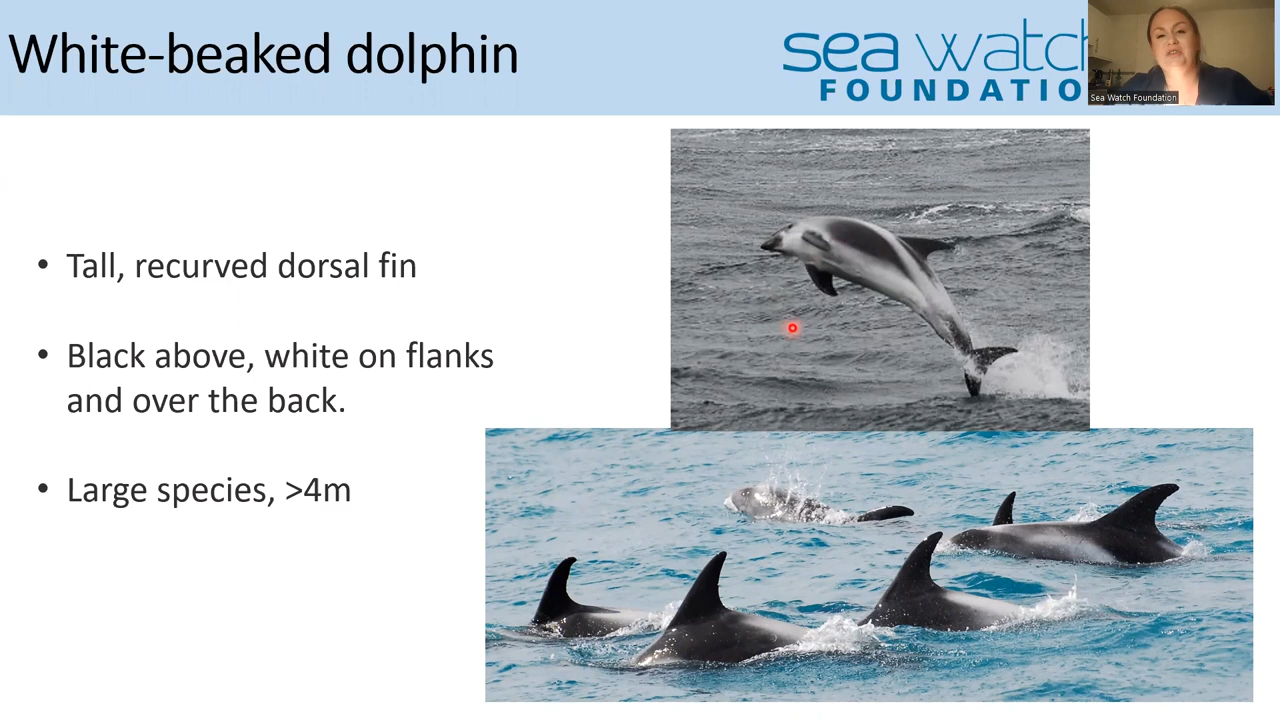 White-beaked dolphin
sea watch
FOUNDATIO
Sea Watch Foundation
• Tall, recurved dorsal fin
• Black above, white on flanks
and over the back.
• Large species, >4m